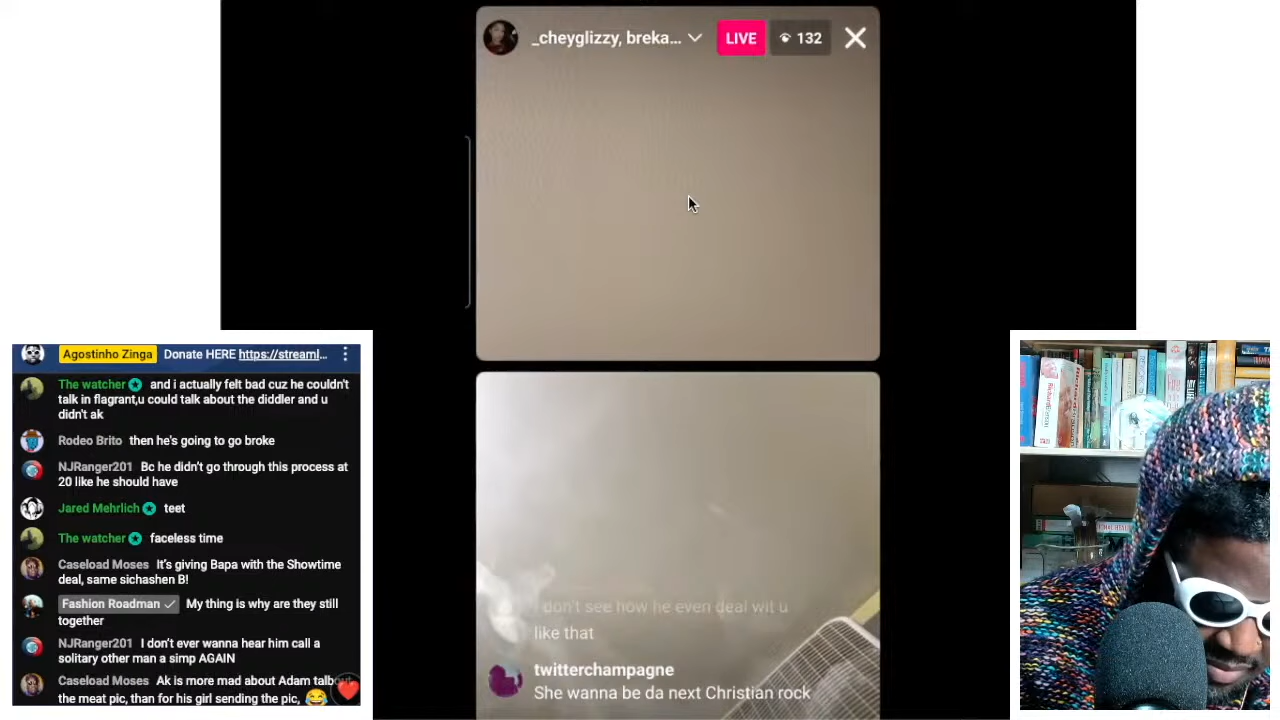 _cheyglizzy, breka...
LIVE
132
I don't see how he even deal wit u
like that
twitterchampagne
She wanna be da next Christian rock
Agostinho Zinga Donate HERE https://streaml...
The watcher and i actually felt bad cuz he couldn't
talk in flagrant,u could talk about the diddler and u
didn't ak
Rodeo Brito then he's going to go broke
NJRanger201 Bc he didn't go through this process at
20 like he should have
Jared Mehrlich teet
The watcher faceless time
Caseload Moses It's giving Bapa with the Showtime
deal, same sichashen B!
Fashion Roadman My thing is why are they still
together
NJRanger201 I don't ever wanna hear him call a
solitary other man a simp AGAIN
Caseload Moses Ak is more mad about Adam talbout
the meat pic, than for his girl sending the pic,